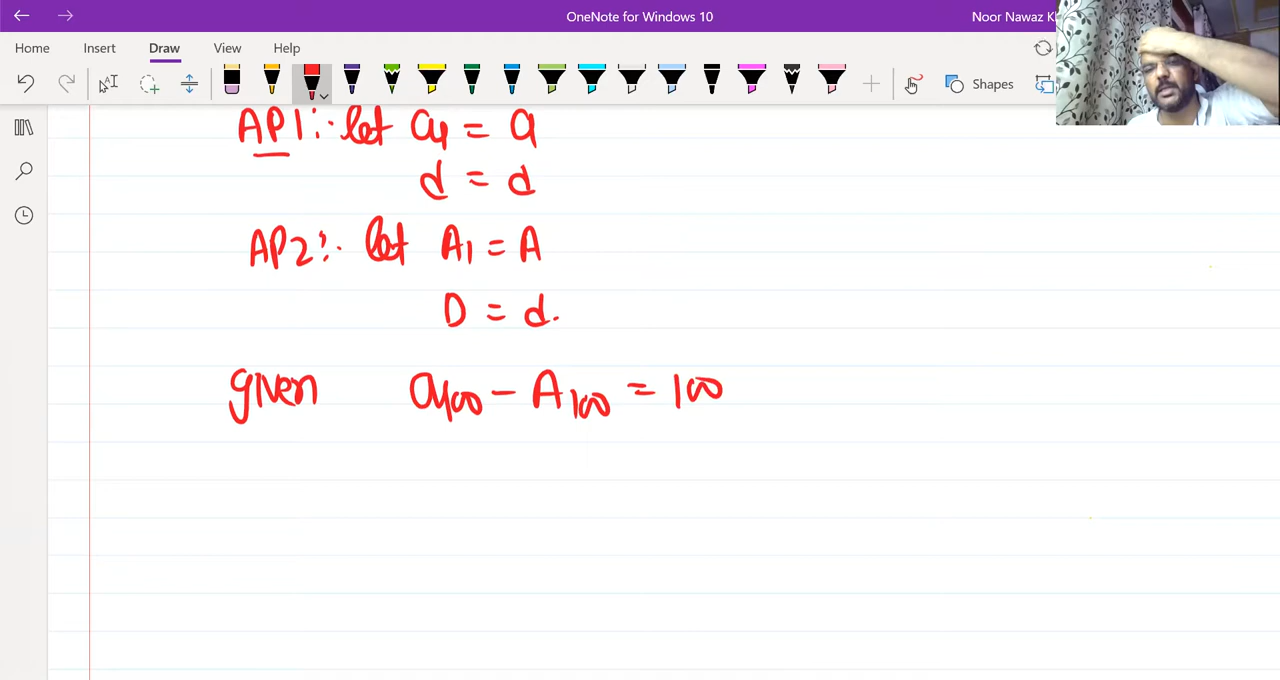 OneNote for Windows 10
Noor Nawaz K
Home Insert Draw View Help
Shapes
AP1:- let a1 = a
d = d
AP2:- let A1 = A
D = d.
given a100 - A100 = 100